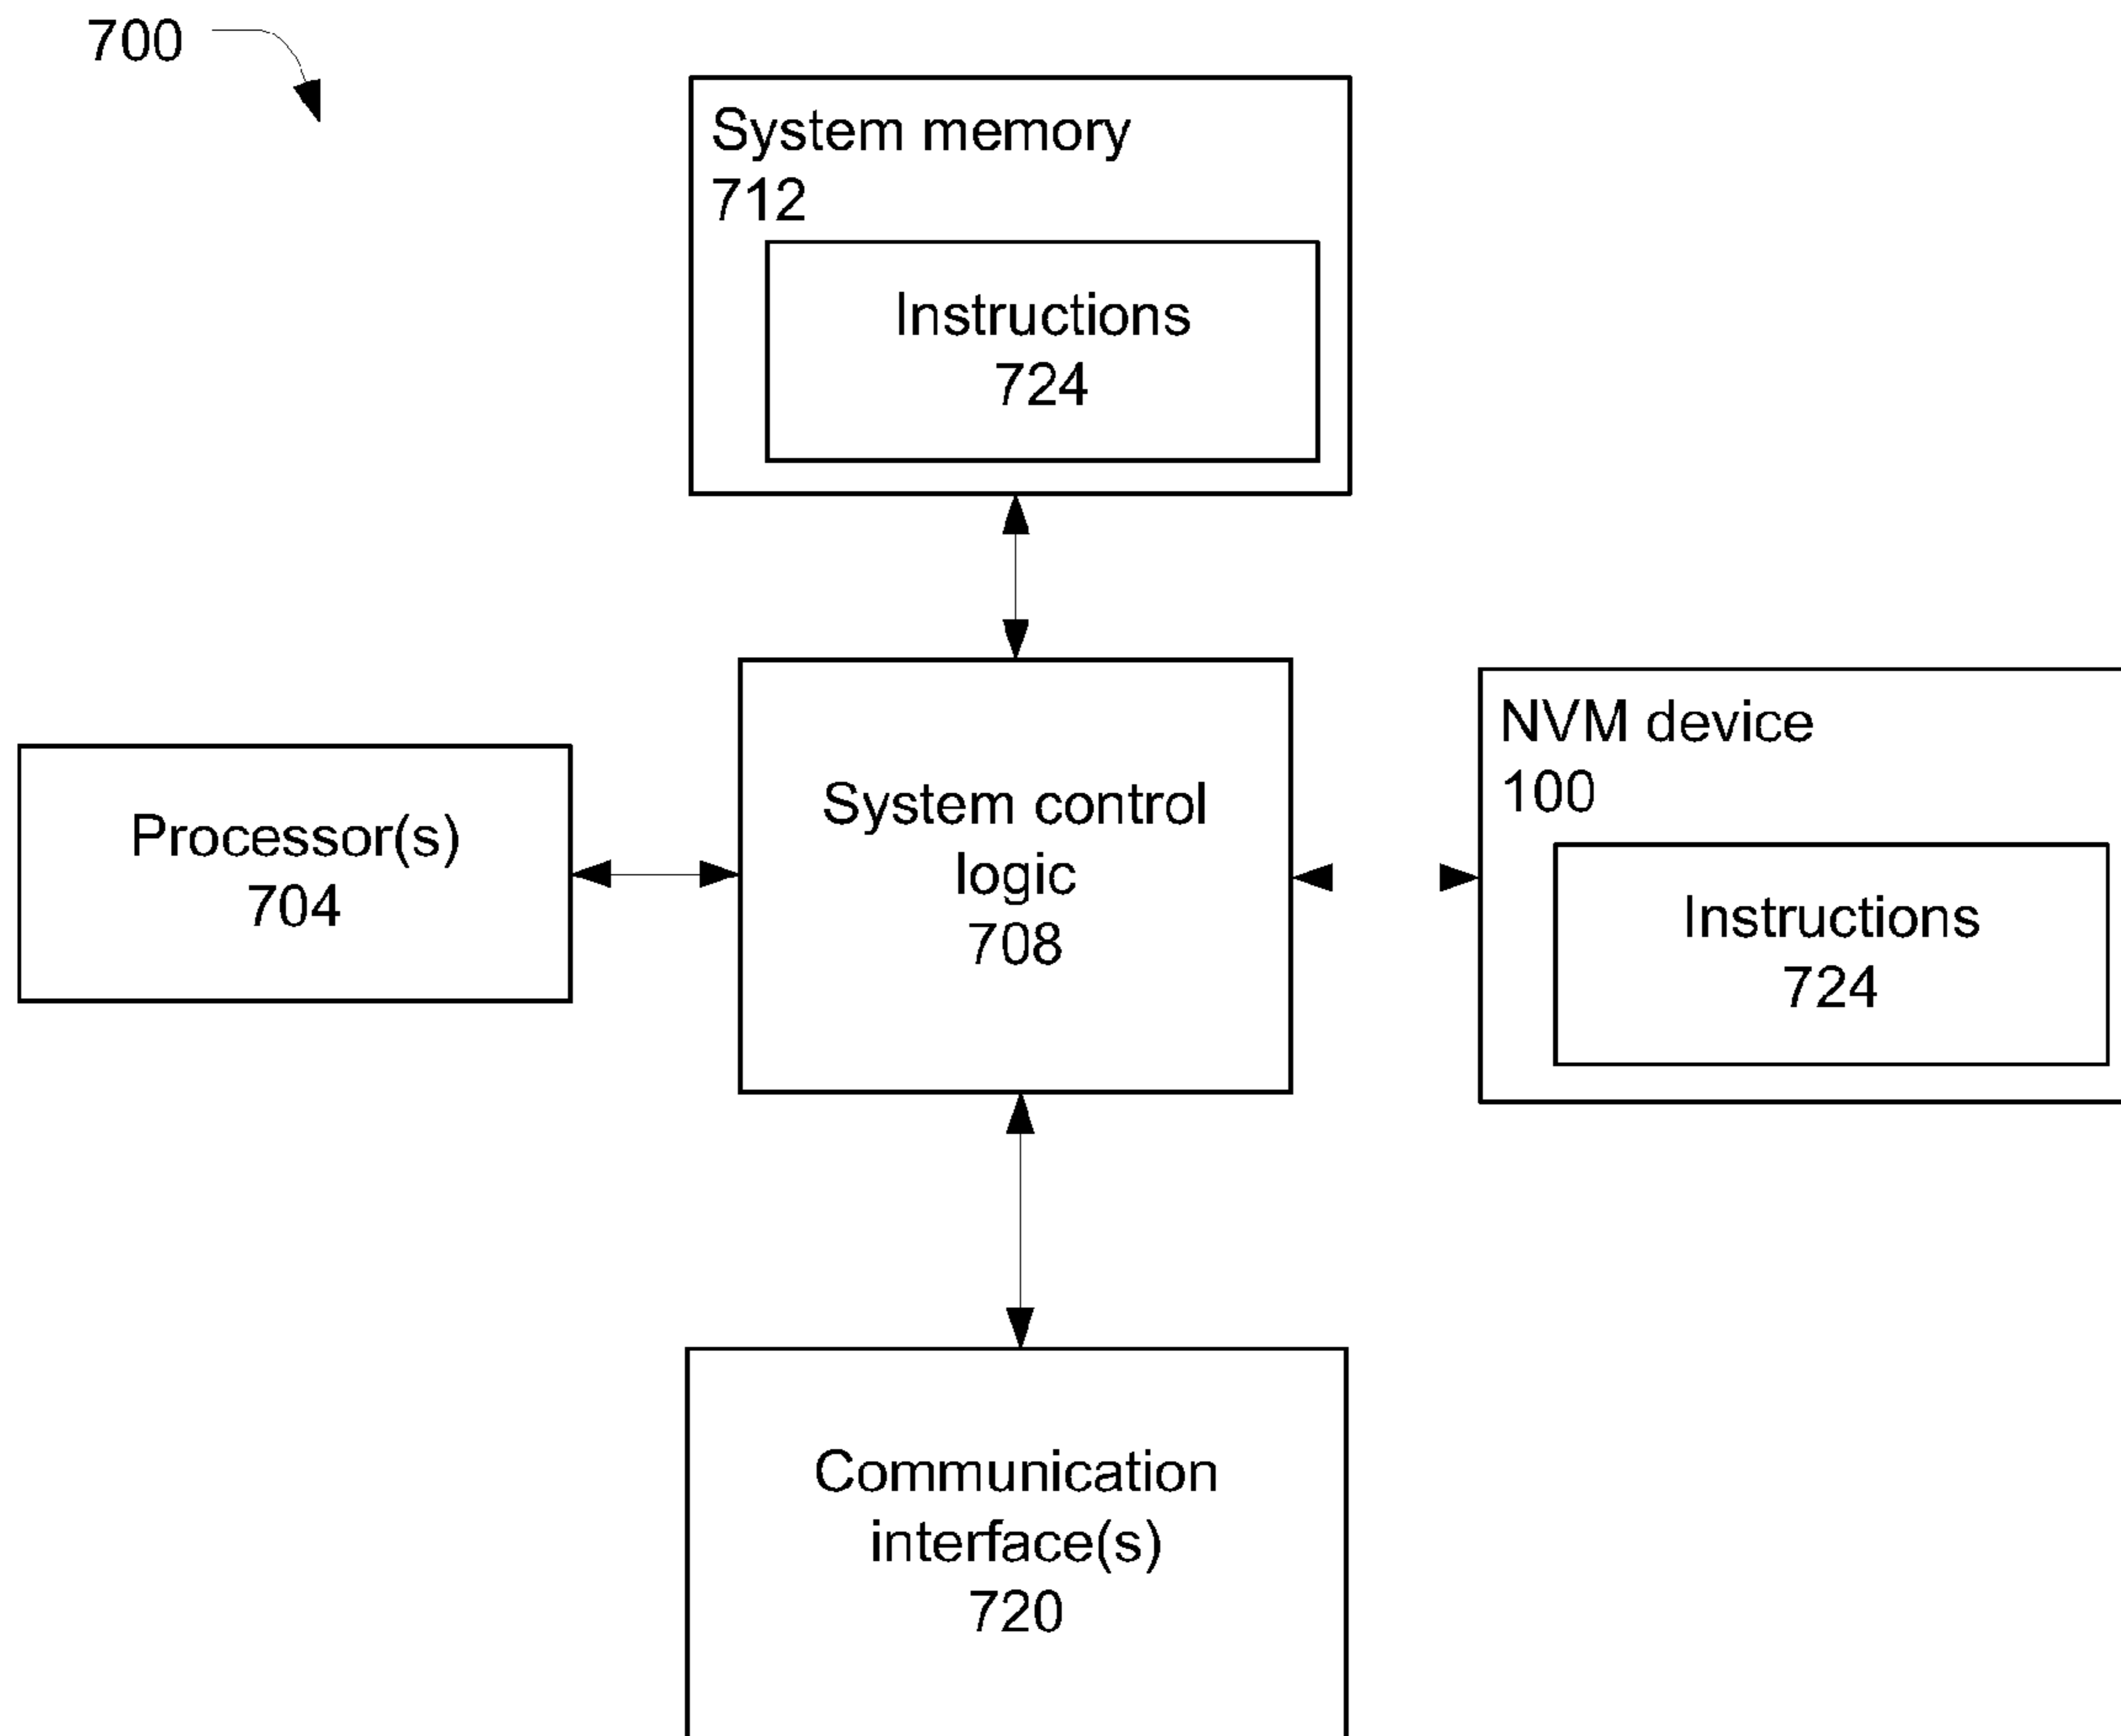 700
System memory
712
Instructions
724
Processor(s)
704
System control
logic
708
NVM device
100
Instructions
724
Communication
interface(s)
720